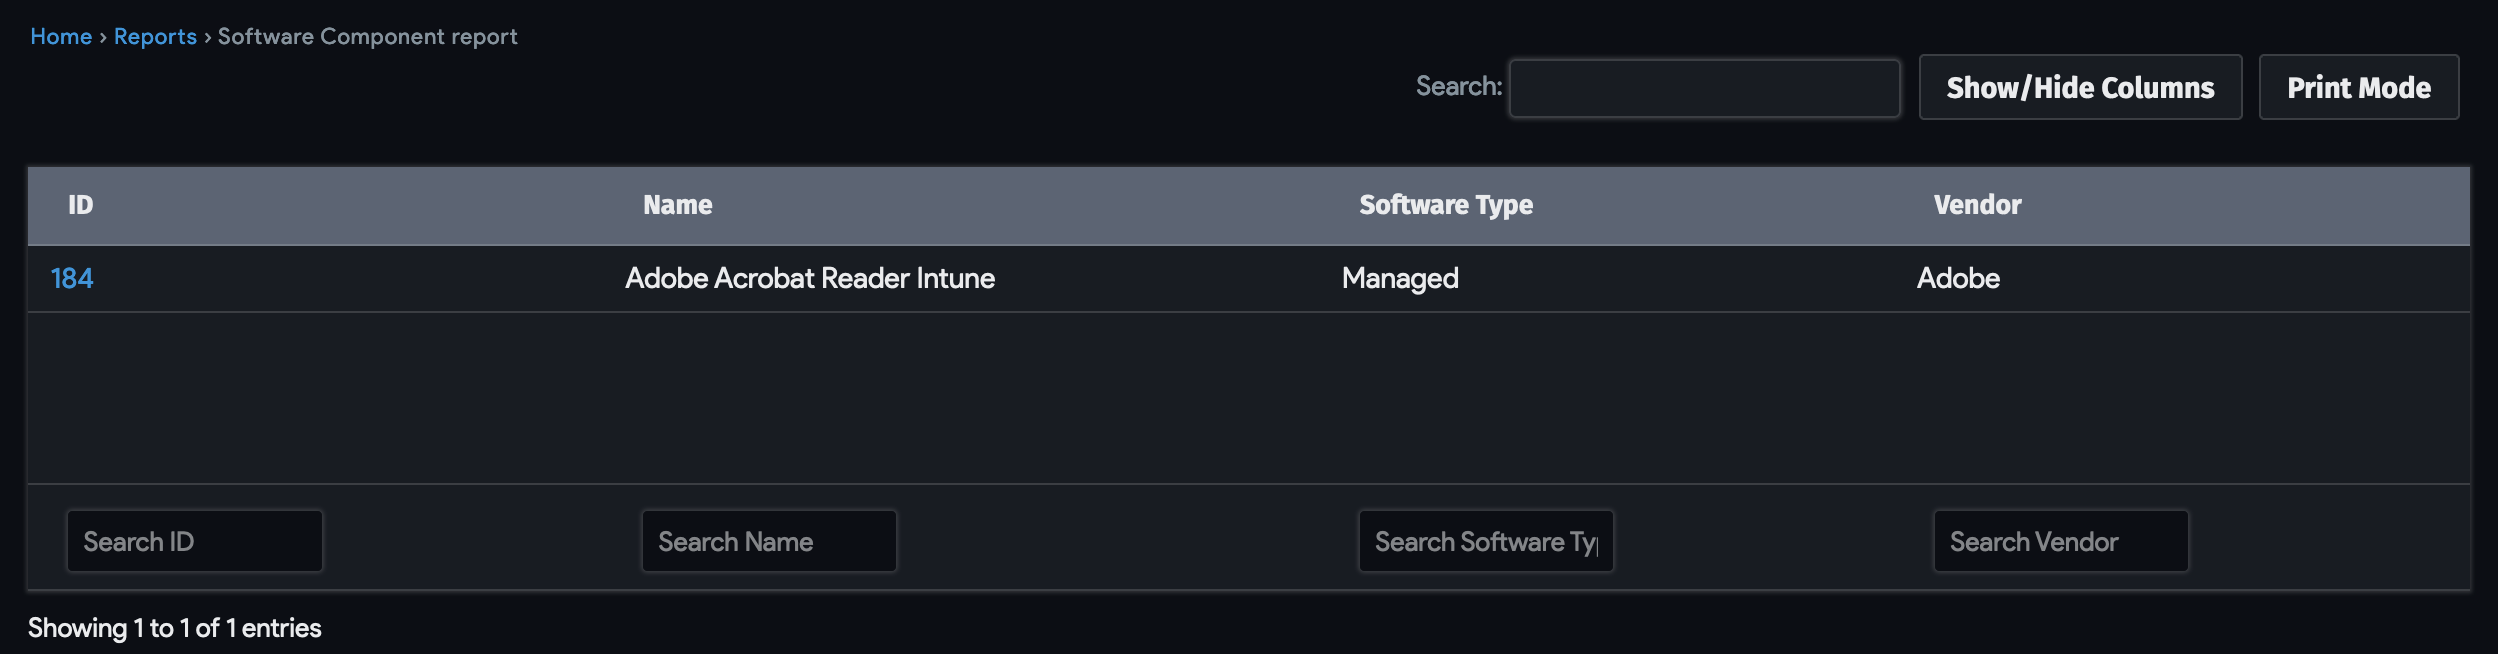 Home › Reports › Software Component report
Search: Show/Hide Columns Print Mode
ID Name Software Type Vendor
184 Adobe Acrobat Reader Intune Managed Adobe
Search ID Search Name Search Software Ty Search Vendor
Showing 1 to 1 of 1 entries